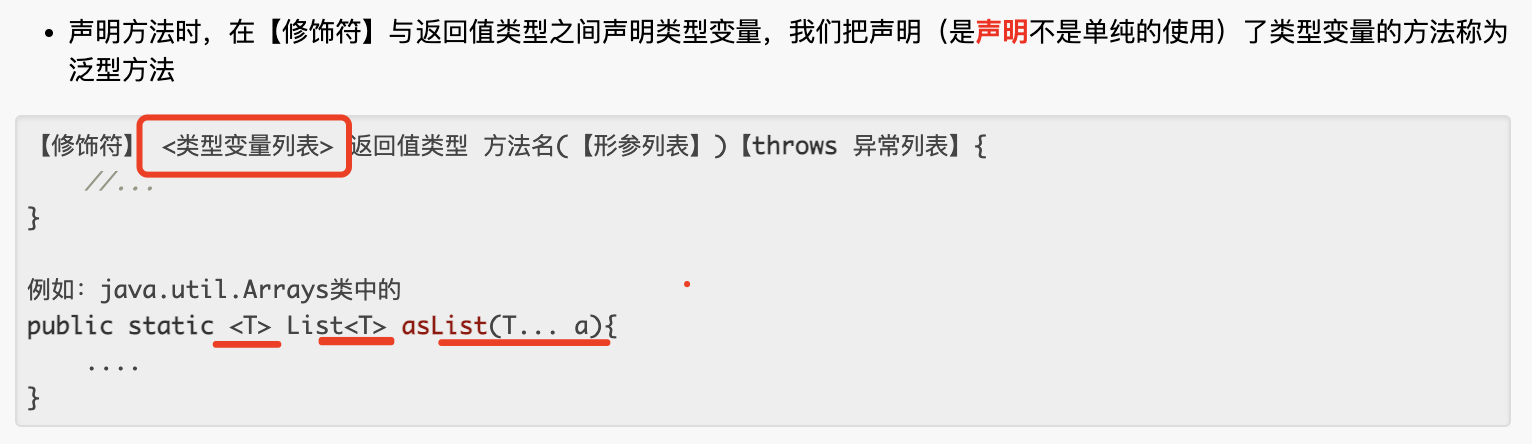 • 声明方法时，在【修饰符】与返回值类型之间声明类型变量，我们把声明（是声明不是单纯的使用）了类型变量的方法称为
泛型方法
【修饰符】 <类型变量列表> 返回值类型 方法名(【形参列表】)【throws 异常列表】{
//...
}
例如：java.util.Arrays类中的
public static <T> List<T> asList(T... a){
....
}